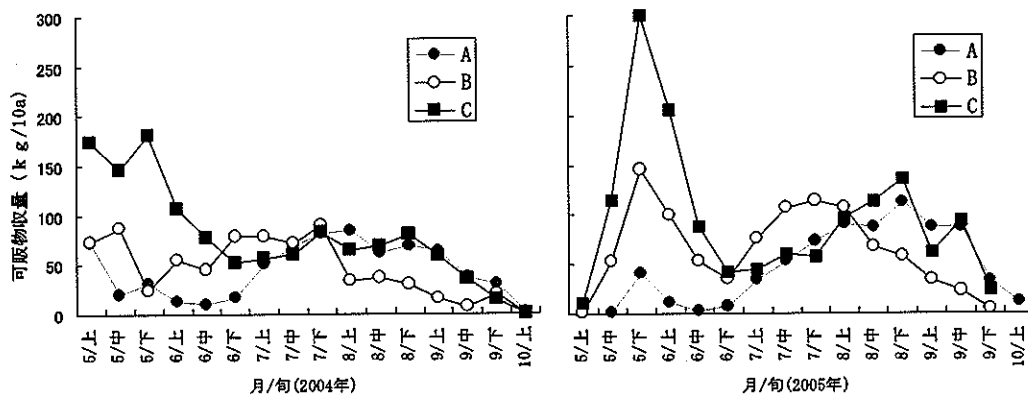 可販物収量 (kg/10a)
300
250
200
150
100
50
0
A
B
C
5/上
5/中
5/下
6/上
6/中
6/下
7/上
7/中
7/下
8/上
8/中
8/下
9/上
9/中
9/下
10/上
月/旬(2004年)
A
B
C
5/上
5/中
5/下
6/上
6/中
6/下
7/上
7/中
7/下
8/上
8/中
8/下
9/上
9/中
9/下
10/上
月/旬(2005年)